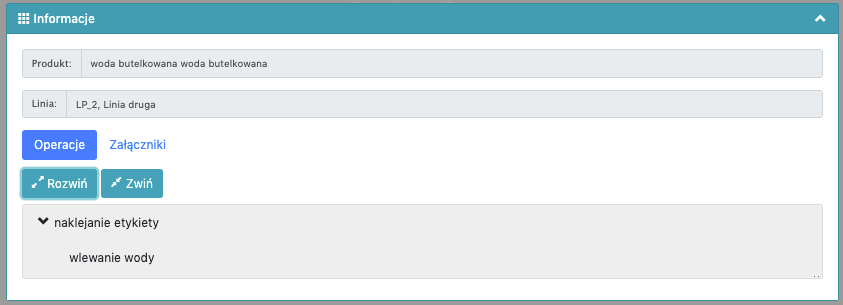 Informacje
Produkt: woda butelkowana woda butelkowana
Linia: LP_2, Linia druga
Operacje Załączniki
Rozwiń Zwiń
naklejanie etykiety
wlewanie wody